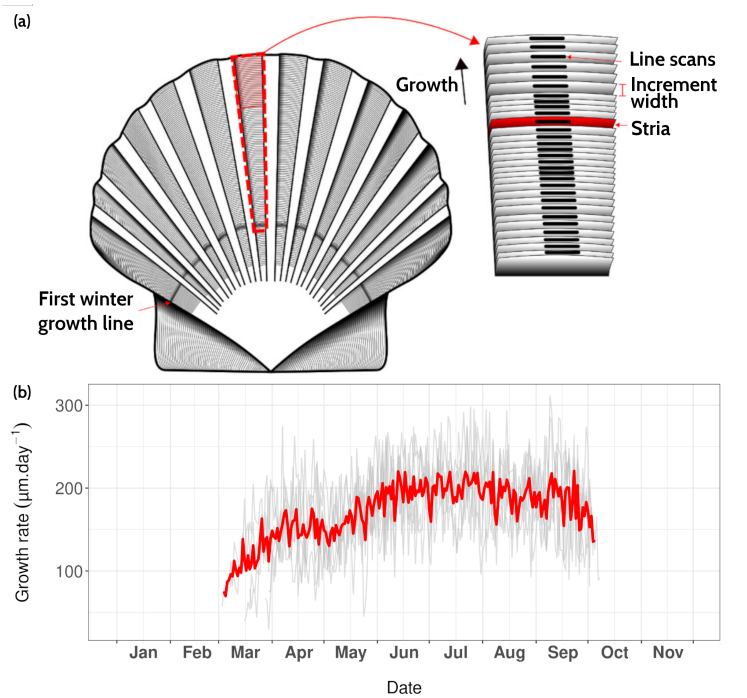 (a)
Line scans
Growth
Increment
width
Stria
First winter
growth line
(b)
Growth rate (µm.day⁻¹)
300
200
100
Jan Feb Mar Apr May Jun Jul Aug Sep Oct Nov
Date